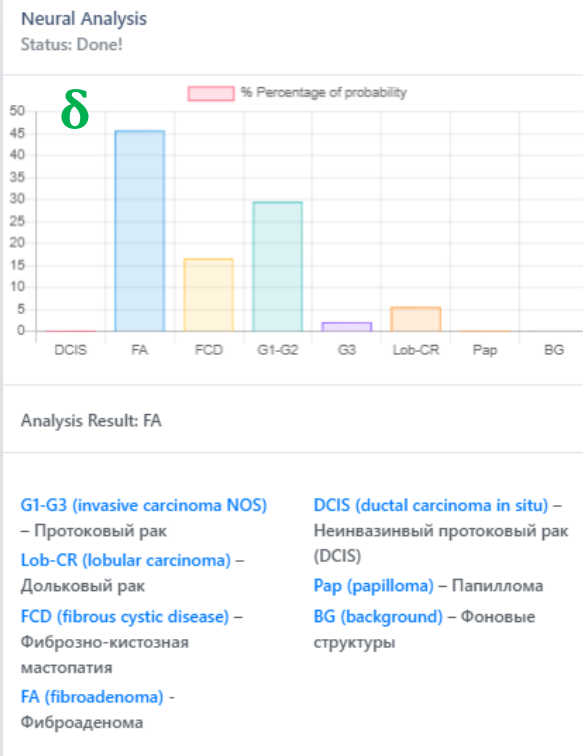 Neural Analysis
Status: Done!
δ
% Percentage of probability
50
45
40
35
30
25
20
15
10
5
0
DCIS FA FCD G1-G2 G3 Lob-CR Pap BG
Analysis Result: FA
G1-G3 (invasive carcinoma NOS)
– Протоковый рак
Lob-CR (lobular carcinoma) –
Дольковый рак
FCD (fibrous cystic disease) –
Фиброзно-кистозная
мастопатия
FA (fibroadenoma) -
Фиброаденома
DCIS (ductal carcinoma in situ) –
Неинвазинвый протоковый рак
(DCIS)
Pap (papilloma) – Папиллома
BG (background) – Фоновые
структуры